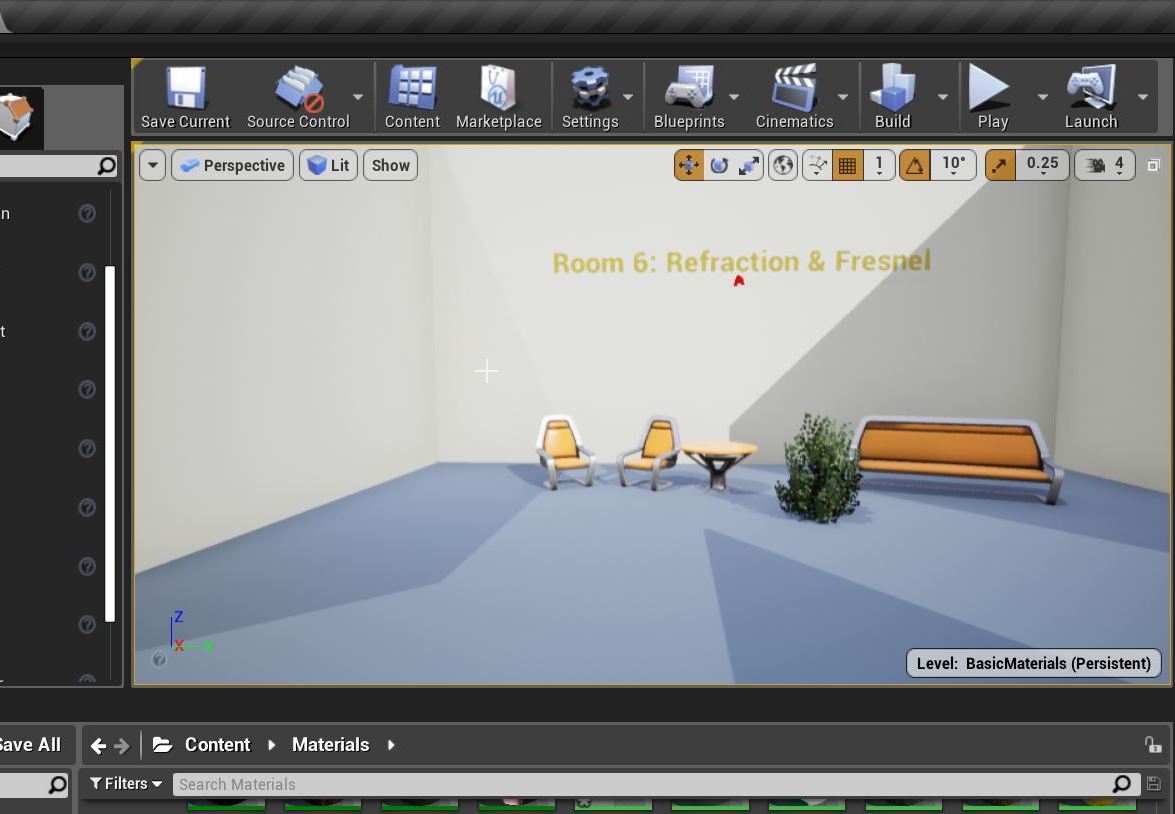 Save Current Source Control Content Marketplace Settings Blueprints Cinematics Build Play Launch
Perspective Lit Show 1 10° 0.25 4
n
t
Room 6: Refraction & Fresnel
Z
X Y
Level: BasicMaterials (Persistent)
Save All Content Materials
Filters Search Materials